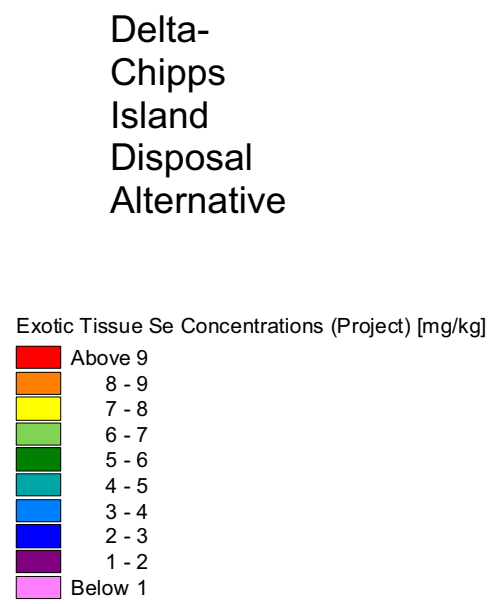 Delta-
Chipps
Island
Disposal
Alternative
Exotic Tissue Se Concentrations (Project) [mg/kg]
Above 9
8 - 9
7 - 8
6 - 7
5 - 6
4 - 5
3 - 4
2 - 3
1 - 2
Below 1